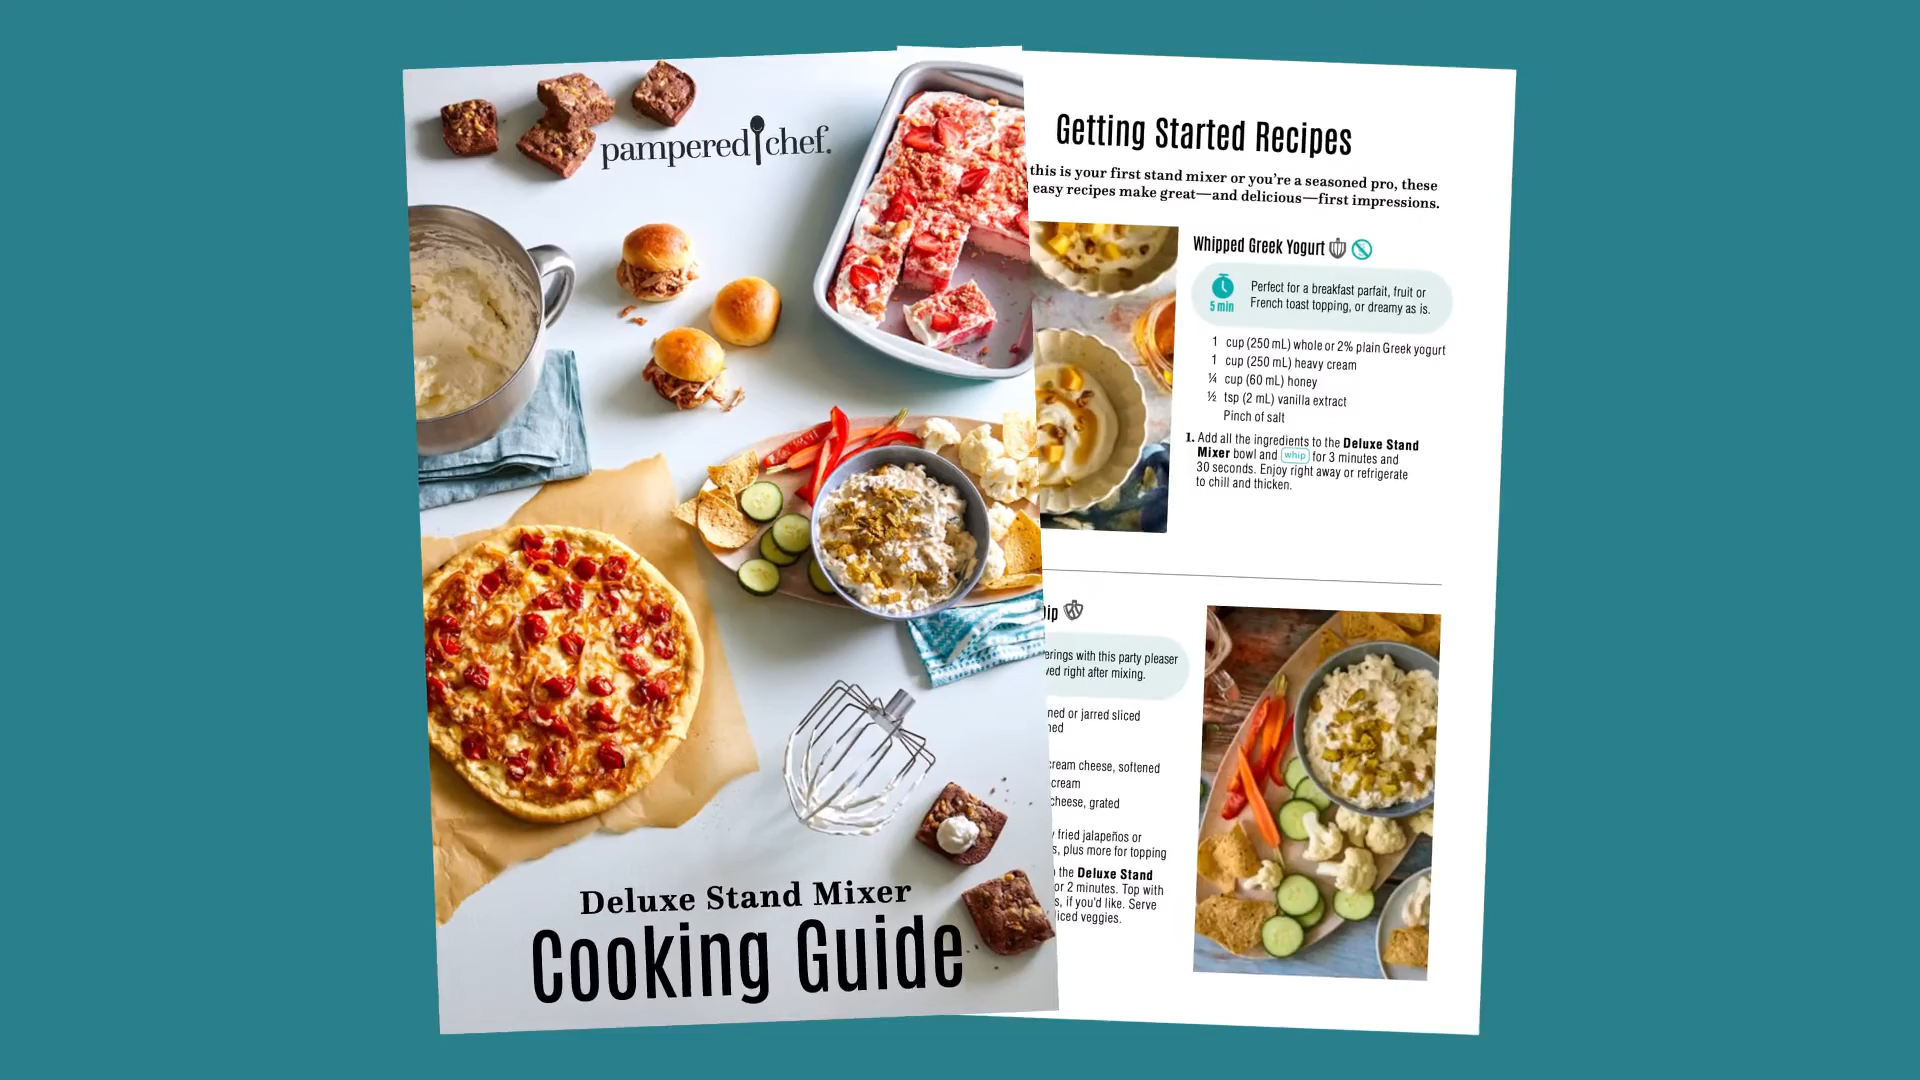 pampered chef.
Deluxe Stand Mixer
Cooking Guide
Getting Started Recipes
this is your first stand mixer or you're a seasoned pro, these
easy recipes make great—and delicious—first impressions.
Whipped Greek Yogurt
5 min
Perfect for a breakfast parfait, fruit or
French toast topping, or dreamy as is.
1 cup (250 mL) whole or 2% plain Greek yogurt
1 cup (250 mL) heavy cream
¼ cup (60 mL) honey
½ tsp (2 mL) vanilla extract
Pinch of salt
1. Add all the ingredients to the Deluxe Stand
Mixer bowl and whip for 3 minutes and
30 seconds. Enjoy right away or refrigerate
to chill and thicken.
with this party pleaser
right after mixing.
or jarred sliced
cream cheese, softened
cream
cheese, grated
fried jalapeños or
plus more for topping
the Deluxe Stand
or 2 minutes. Top with
if you'd like. Serve
veggies.